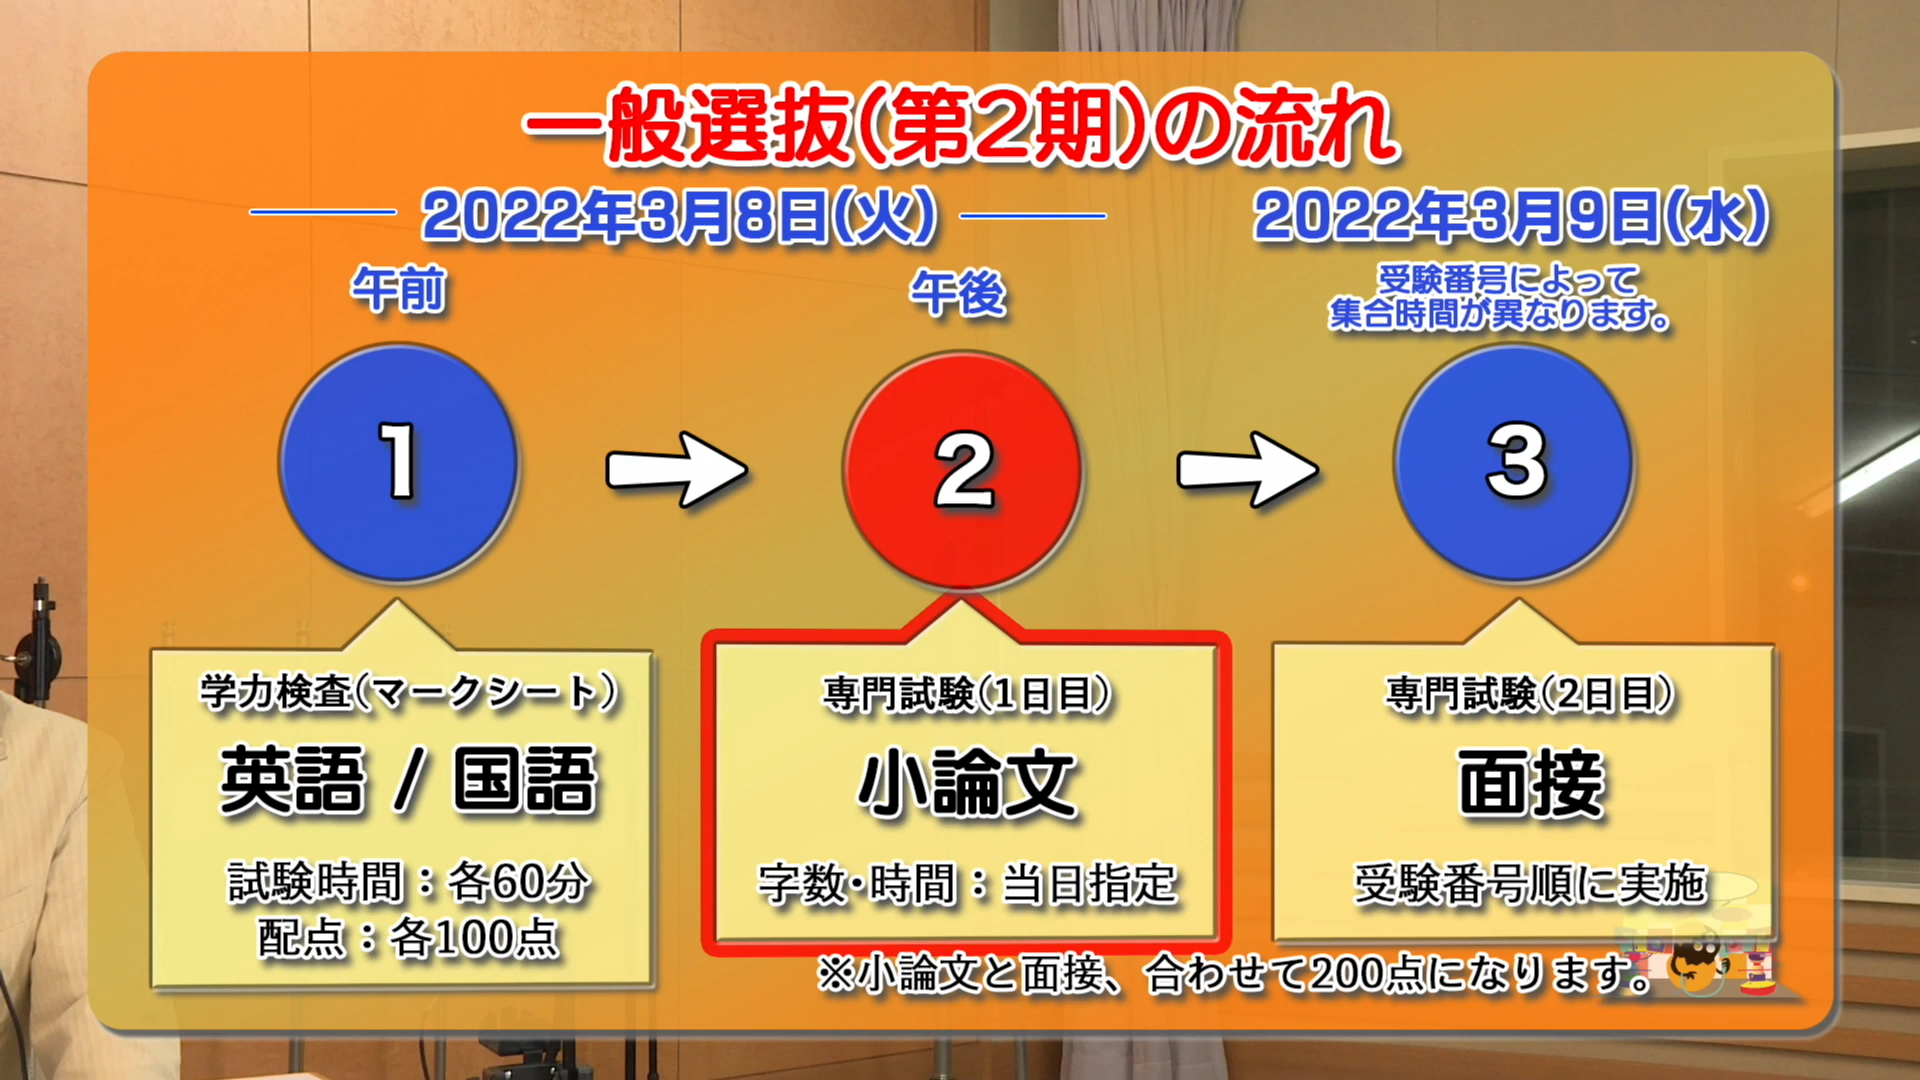 一般選抜(第2期)の流れ
2022年3月8日(火)
午前
1
学力検査(マークシート)
英語 / 国語
試験時間：各60分
配点：各100点
午後
2
専門試験(1日目)
小論文
字数・時間：当日指定
2022年3月9日(水)
受験番号によって
集合時間が異なります。
3
専門試験(2日目)
面接
受験番号順に実施
※小論文と面接、合わせて200点になります。